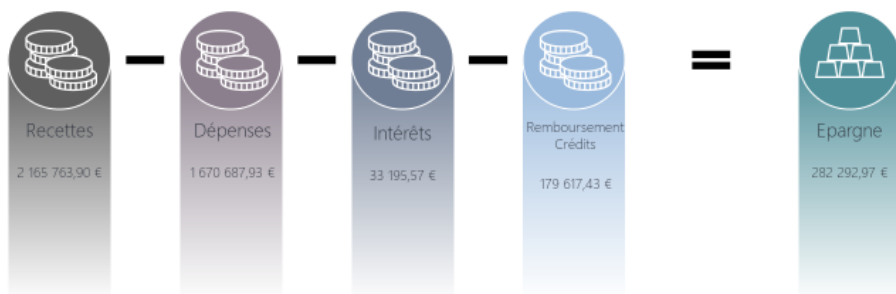 Recettes
2 165 763,90 €
Dépenses
1 670 687,93 €
Intérêts
33 195,57 €
Remboursement
Crédits
179 617,43 €
Epargne
282 292,97 €